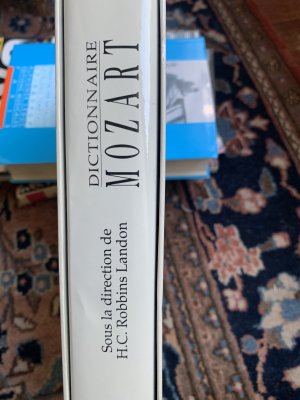 DICTIONNAIRE
MOZART
Sous la direction de
H.C. Robbins Landon